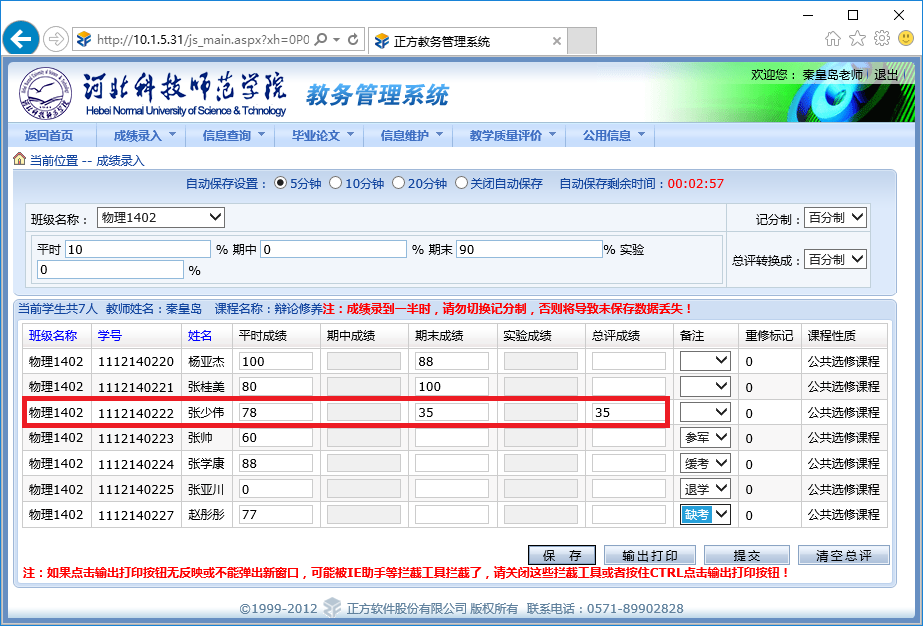 http://10.1.5.31/js_main.aspx?xh=0P0
正方教务管理系统
河北科技师范学院
Hebei Normal University of Science & Tchnology
教务管理系统
欢迎您： 秦皇岛老师 退出
返回首页 成绩录入 信息查询 毕业论文 信息维护 教学质量评价 公用信息
当前位置 -- 成绩录入
自动保存设置： 5分钟 10分钟 20分钟 关闭自动保存 自动保存剩余时间：00:02:57
班级名称： 物理1402 记分制： 百分制
平时 10 % 期中 0 % 期末 90 % 实验
0 %
总评转换成： 百分制
当前学生共7人 教师姓名：秦皇岛 课程名称：辩论修养注：成绩录到一半时，请勿切换记分制，否则将导致未保存数据丢失！
班级名称 学号 姓名 平时成绩 期中成绩 期末成绩 实验成绩 总评成绩 备注 重修标记 课程性质
物理1402 1112140220 杨亚杰 100 88 0 公共选修课程
物理1402 1112140221 张桂美 80 100 0 公共选修课程
物理1402 1112140222 张少伟 78 35 35 0 公共选修课程
物理1402 1112140223 张帅 60 参军 0 公共选修课程
物理1402 1112140224 张学康 88 缓考 0 公共选修课程
物理1402 1112140225 张亚川 0 退学 0 公共选修课程
物理1402 1112140227 赵彤彤 77 缺考 0 公共选修课程
保 存 输出打印 提交 清空总评
注：如果点击输出打印按钮无反映或不能弹出新窗口，可能被IE助手等拦截工具拦截了，请关闭这些拦截工具或者按住CTRL点击输出打印按钮！
©1999-2012 正方软件股份有限公司 版权所有 联系电话：0571-89902828